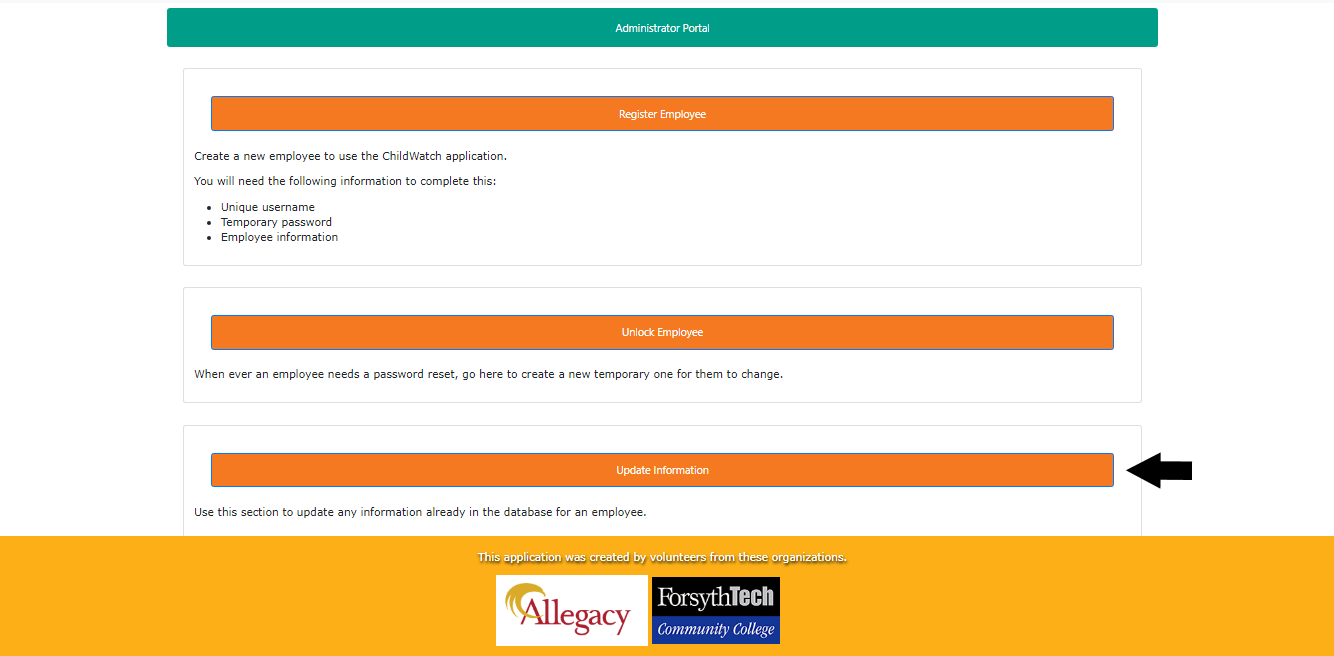 Administrator Portal
Register Employee
Create a new employee to use the ChildWatch application.
You will need the following information to complete this:
Unique username
Temporary password
Employee information
Unlock Employee
When ever an employee needs a password reset, go here to create a new temporary one for them to change.
Update Information
Use this section to update any information already in the database for an employee.
This application was created by volunteers from these organizations.
Allegacy
ForsythTech
Community College